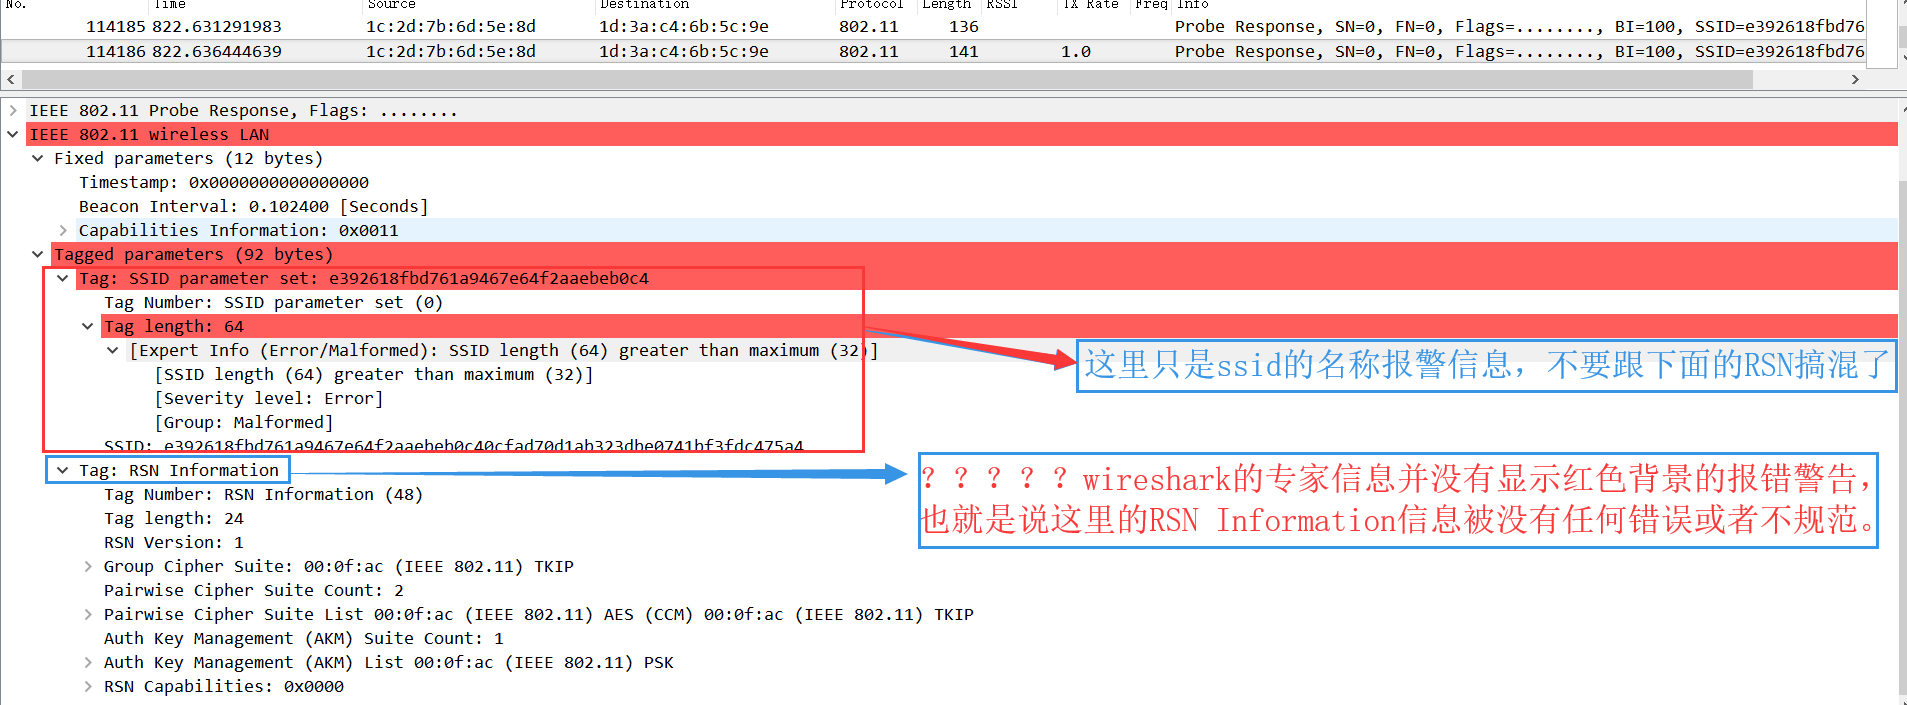 No. Time Source Destination Protocol Length RSSI TX Rate Freq Info
114185 822.631291983 1c:2d:7b:6d:5e:8d 1d:3a:c4:6b:5c:9e 802.11 136 Probe Response, SN=0, FN=0, Flags=........, BI=100, SSID=e392618fbd76
114186 822.636444639 1c:2d:7b:6d:5e:8d 1d:3a:c4:6b:5c:9e 802.11 141 1.0 Probe Response, SN=0, FN=0, Flags=........, BI=100, SSID=e392618fbd76
IEEE 802.11 Probe Response, Flags: ........
IEEE 802.11 wireless LAN
Fixed parameters (12 bytes)
Timestamp: 0x0000000000000000
Beacon Interval: 0.102400 [Seconds]
Capabilities Information: 0x0011
Tagged parameters (92 bytes)
Tag: SSID parameter set: e392618fbd761a9467e64f2aaebeb0c4
Tag Number: SSID parameter set (0)
Tag length: 64
[Expert Info (Error/Malformed): SSID length (64) greater than maximum (32)]
[SSID length (64) greater than maximum (32)]
[Severity level: Error]
[Group: Malformed]
SSID: e392618fbd761a9467e64f2aaebeb0c40cfad70d1ab323dbe0741bf3fdc475a4
这里只是ssid的名称报警信息，不要跟下面的RSN搞混了
Tag: RSN Information
？？？？？wireshark的专家信息并没有显示红色背景的报错警告，
也就是说这里的RSN Information信息被没有任何错误或者不规范。
Tag Number: RSN Information (48)
Tag length: 24
RSN Version: 1
Group Cipher Suite: 00:0f:ac (IEEE 802.11) TKIP
Pairwise Cipher Suite Count: 2
Pairwise Cipher Suite List 00:0f:ac (IEEE 802.11) AES (CCM) 00:0f:ac (IEEE 802.11) TKIP
Auth Key Management (AKM) Suite Count: 1
Auth Key Management (AKM) List 00:0f:ac (IEEE 802.11) PSK
RSN Capabilities: 0x0000